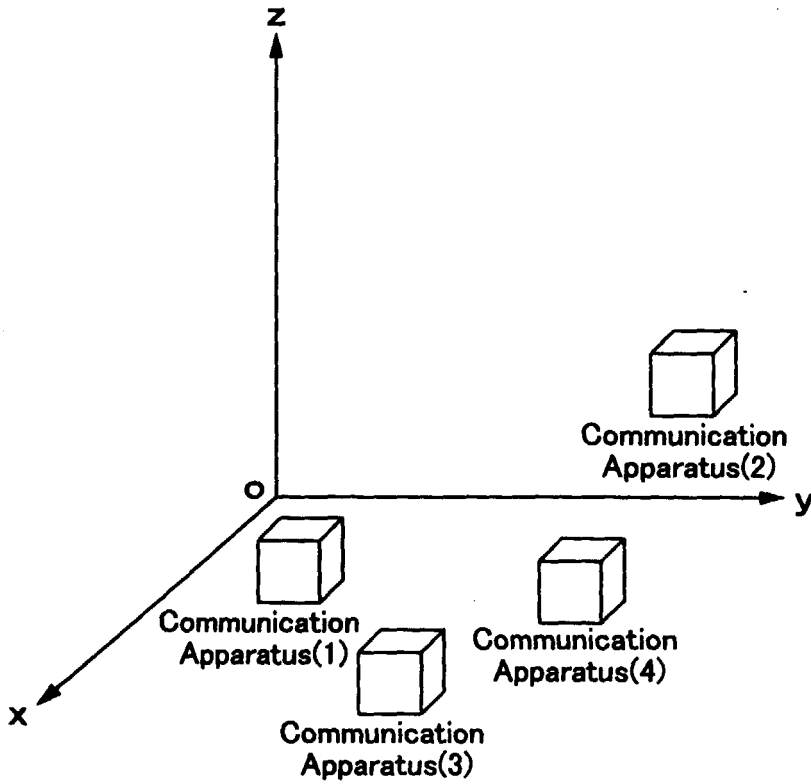 z
Communication
Apparatus(2)
O
y
Communication
Apparatus(1)
Communication
Apparatus(4)
x
Communication
Apparatus(3)